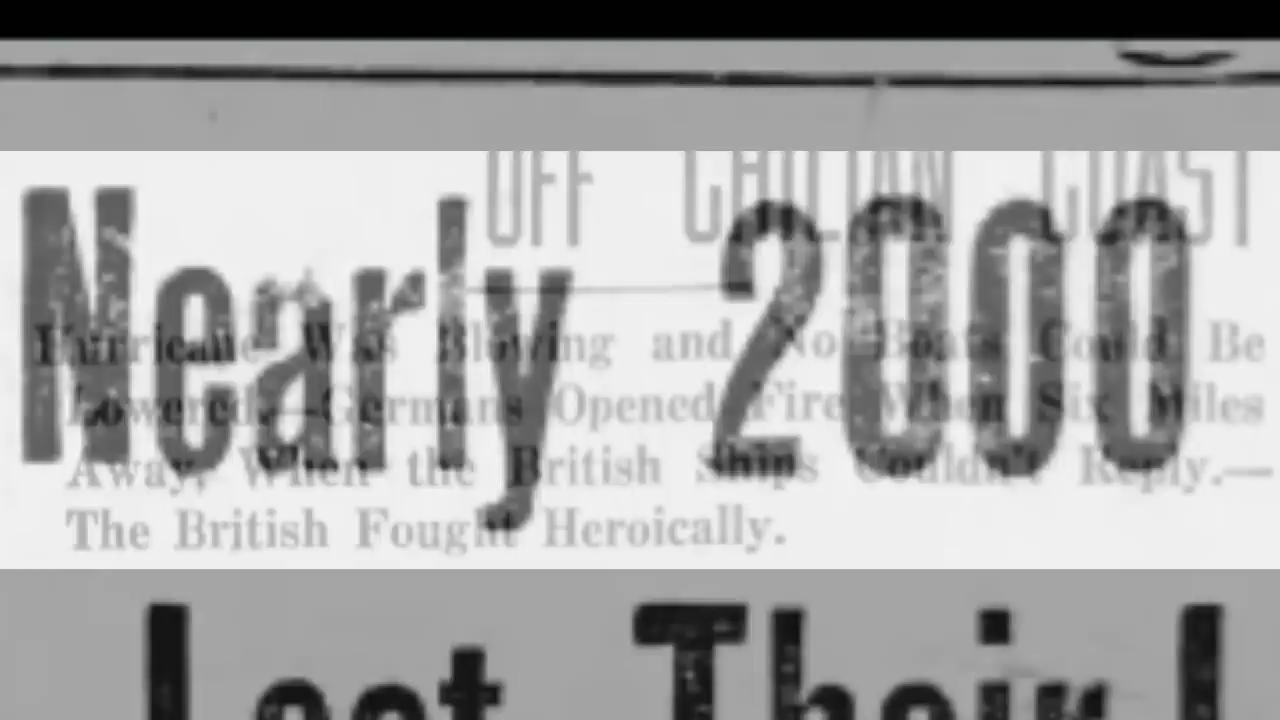 OFF CHILIAN COAST
Nearly 2000
Hurricane Was Blowing and No Boats Could Be
Lowered.—Germans Opened Fire When Six Miles
Away, When the British Ships Couldn't Reply.—
The British Fought Heroically.
Lost Their